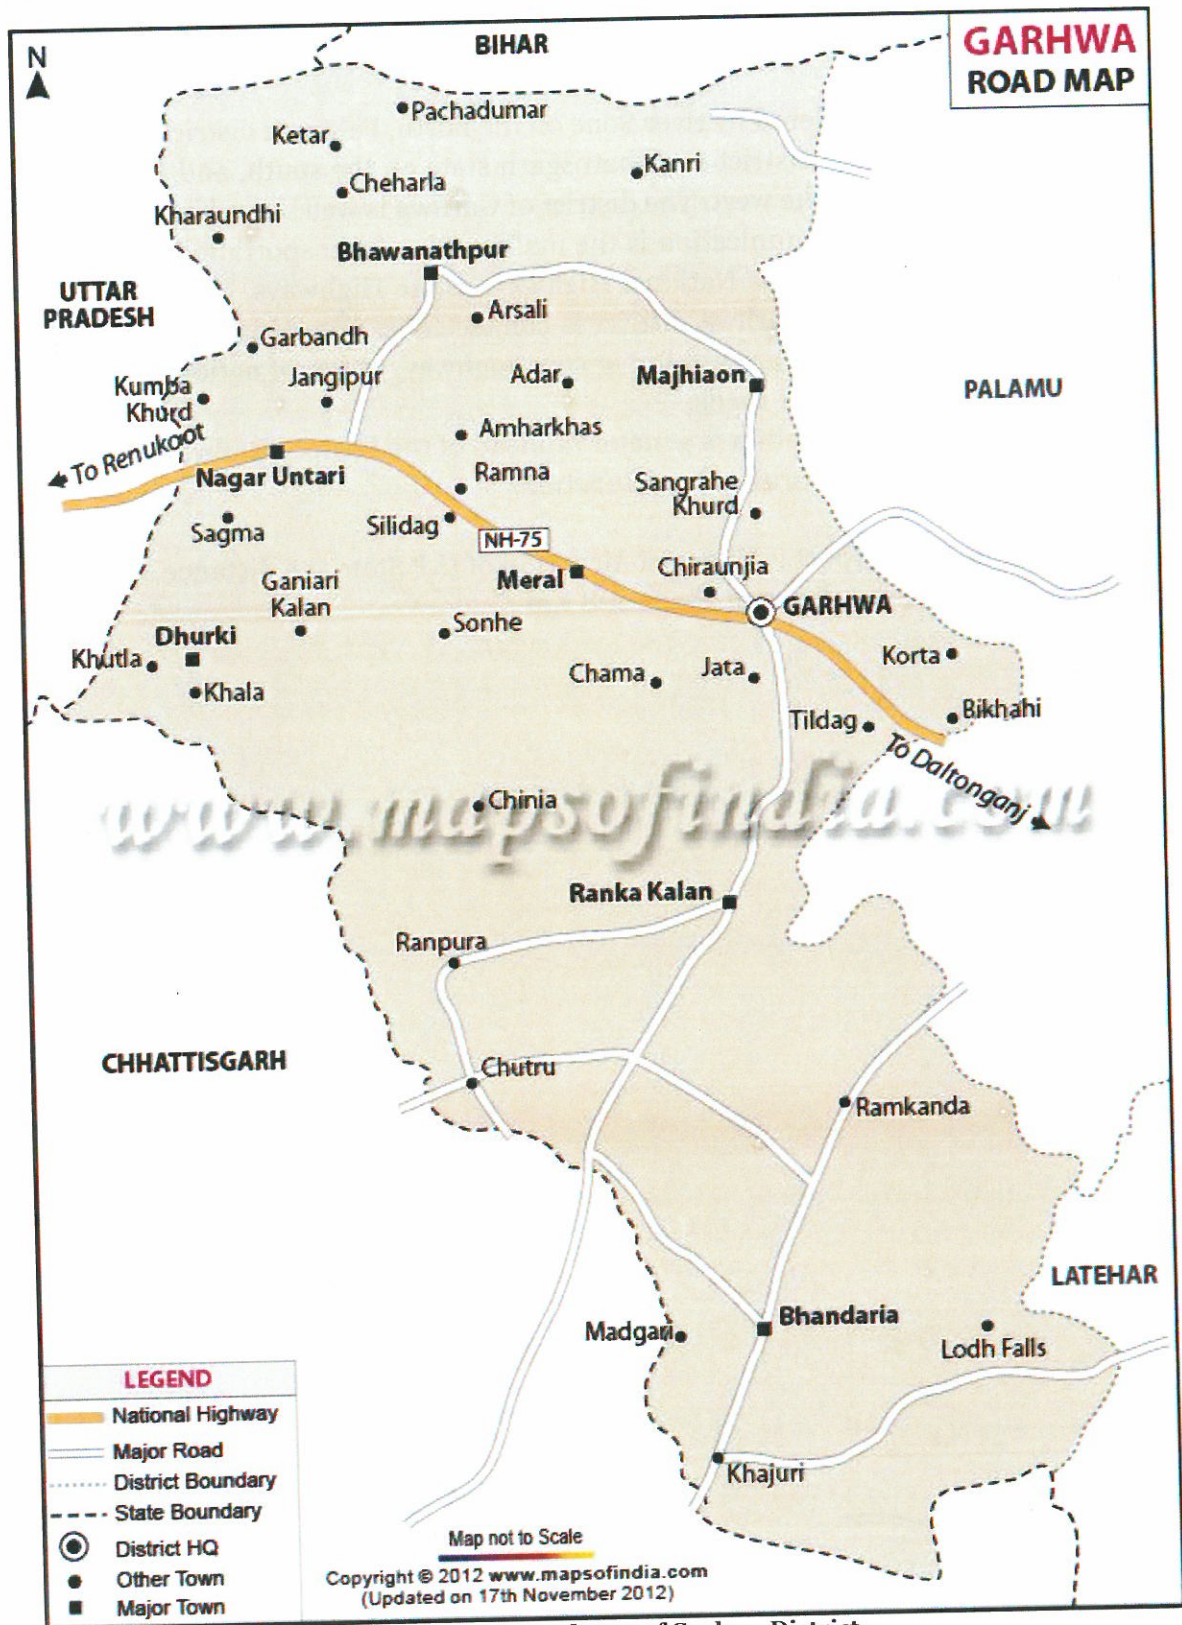 GARHWA
ROAD MAP
N
BIHAR
Pachadumar
Ketar
Kanri
Cheharla
Kharaundhi
Bhawanathpur
UTTAR
PRADESH
Arsali
Garbandh
Kumba
Khurd
Jangipur
Adar
Majhiaon
PALAMU
To Renukoot
Amharkhas
Nagar Untari
Ramna
Sangrahe
Khurd
Sagma
Silidag
NH-75
Meral
Chiraunjia
Ganiari
Kalan
GARHWA
Dhurki
Sonhe
Khutla
Khala
Chama
Jata
Korta
Tildag
Bikhahi
To Daltonganj
www.mapsofindia.com
Chinia
Ranka Kalan
Ranpura
CHHATTISGARH
Chutru
Ramkanda
LATEHAR
Madgari
Bhandaria
Lodh Falls
Khajuri
LEGEND
National Highway
Major Road
District Boundary
State Boundary
District HQ
Other Town
Major Town
Map not to Scale
Copyright © 2012 www.mapsofindia.com
(Updated on 17th November 2012)
District